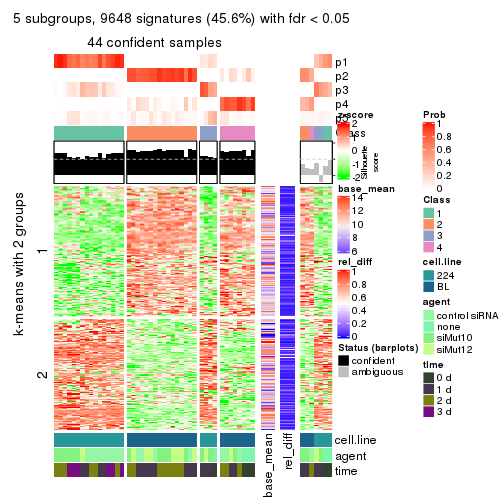 5 subgroups, 9648 signatures (45.6%) with fdr < 0.05
44 confident samples
p1
p2
p3
p4
p5
Class
Silhouette
score
k-means with 2 groups
1
2
cell.line
agent
time
base_mean
rel_diff
z-score
2
1
0
-1
-2
base_mean
14
12
10
8
6
rel_diff
1
0.8
0.6
0.4
0.2
0
Status (barplots)
confident
ambiguous
Prob
1
0.8
0.6
0.4
0.2
0
Class
1
2
3
4
cell.line
224
BL
agent
control siRNA
none
siMut10
siMut12
time
0 d
1 d
2 d
3 d